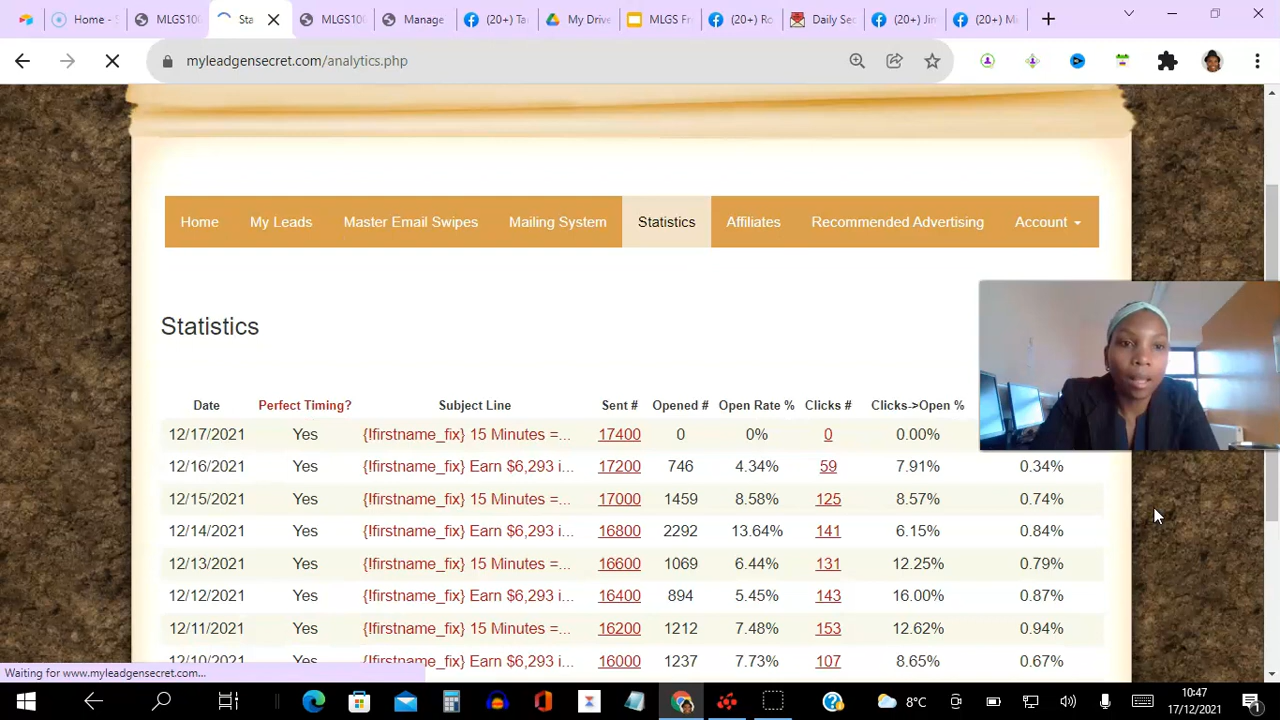 Home - S
MLGS100
Sta
MLGS100
Manage
(20+) Ta
My Drive
MLGS Fr
(20+) Ro
Daily Sec
(20+) Jin
(20+) Mi
myleadgensecret.com/analytics.php
Home My Leads Master Email Swipes Mailing System Statistics Affiliates Recommended Advertising Account
Statistics
Date Perfect Timing? Subject Line Sent # Opened # Open Rate % Clicks # Clicks->Open %
12/17/2021 Yes {!firstname_fix} 15 Minutes =... 17400 0 0% 0 0.00%
12/16/2021 Yes {!firstname_fix} Earn $6,293 i... 17200 746 4.34% 59 7.91% 0.34%
12/15/2021 Yes {!firstname_fix} 15 Minutes =... 17000 1459 8.58% 125 8.57% 0.74%
12/14/2021 Yes {!firstname_fix} Earn $6,293 i... 16800 2292 13.64% 141 6.15% 0.84%
12/13/2021 Yes {!firstname_fix} 15 Minutes =... 16600 1069 6.44% 131 12.25% 0.79%
12/12/2021 Yes {!firstname_fix} Earn $6,293 i... 16400 894 5.45% 143 16.00% 0.87%
12/11/2021 Yes {!firstname_fix} 15 Minutes =... 16200 1212 7.48% 153 12.62% 0.94%
12/10/2021 Yes {!firstname_fix} Earn $6,293 i... 16000 1237 7.73% 107 8.65% 0.67%
Waiting for www.myleadgensecret.com...
8°C
10:47
17/12/2021